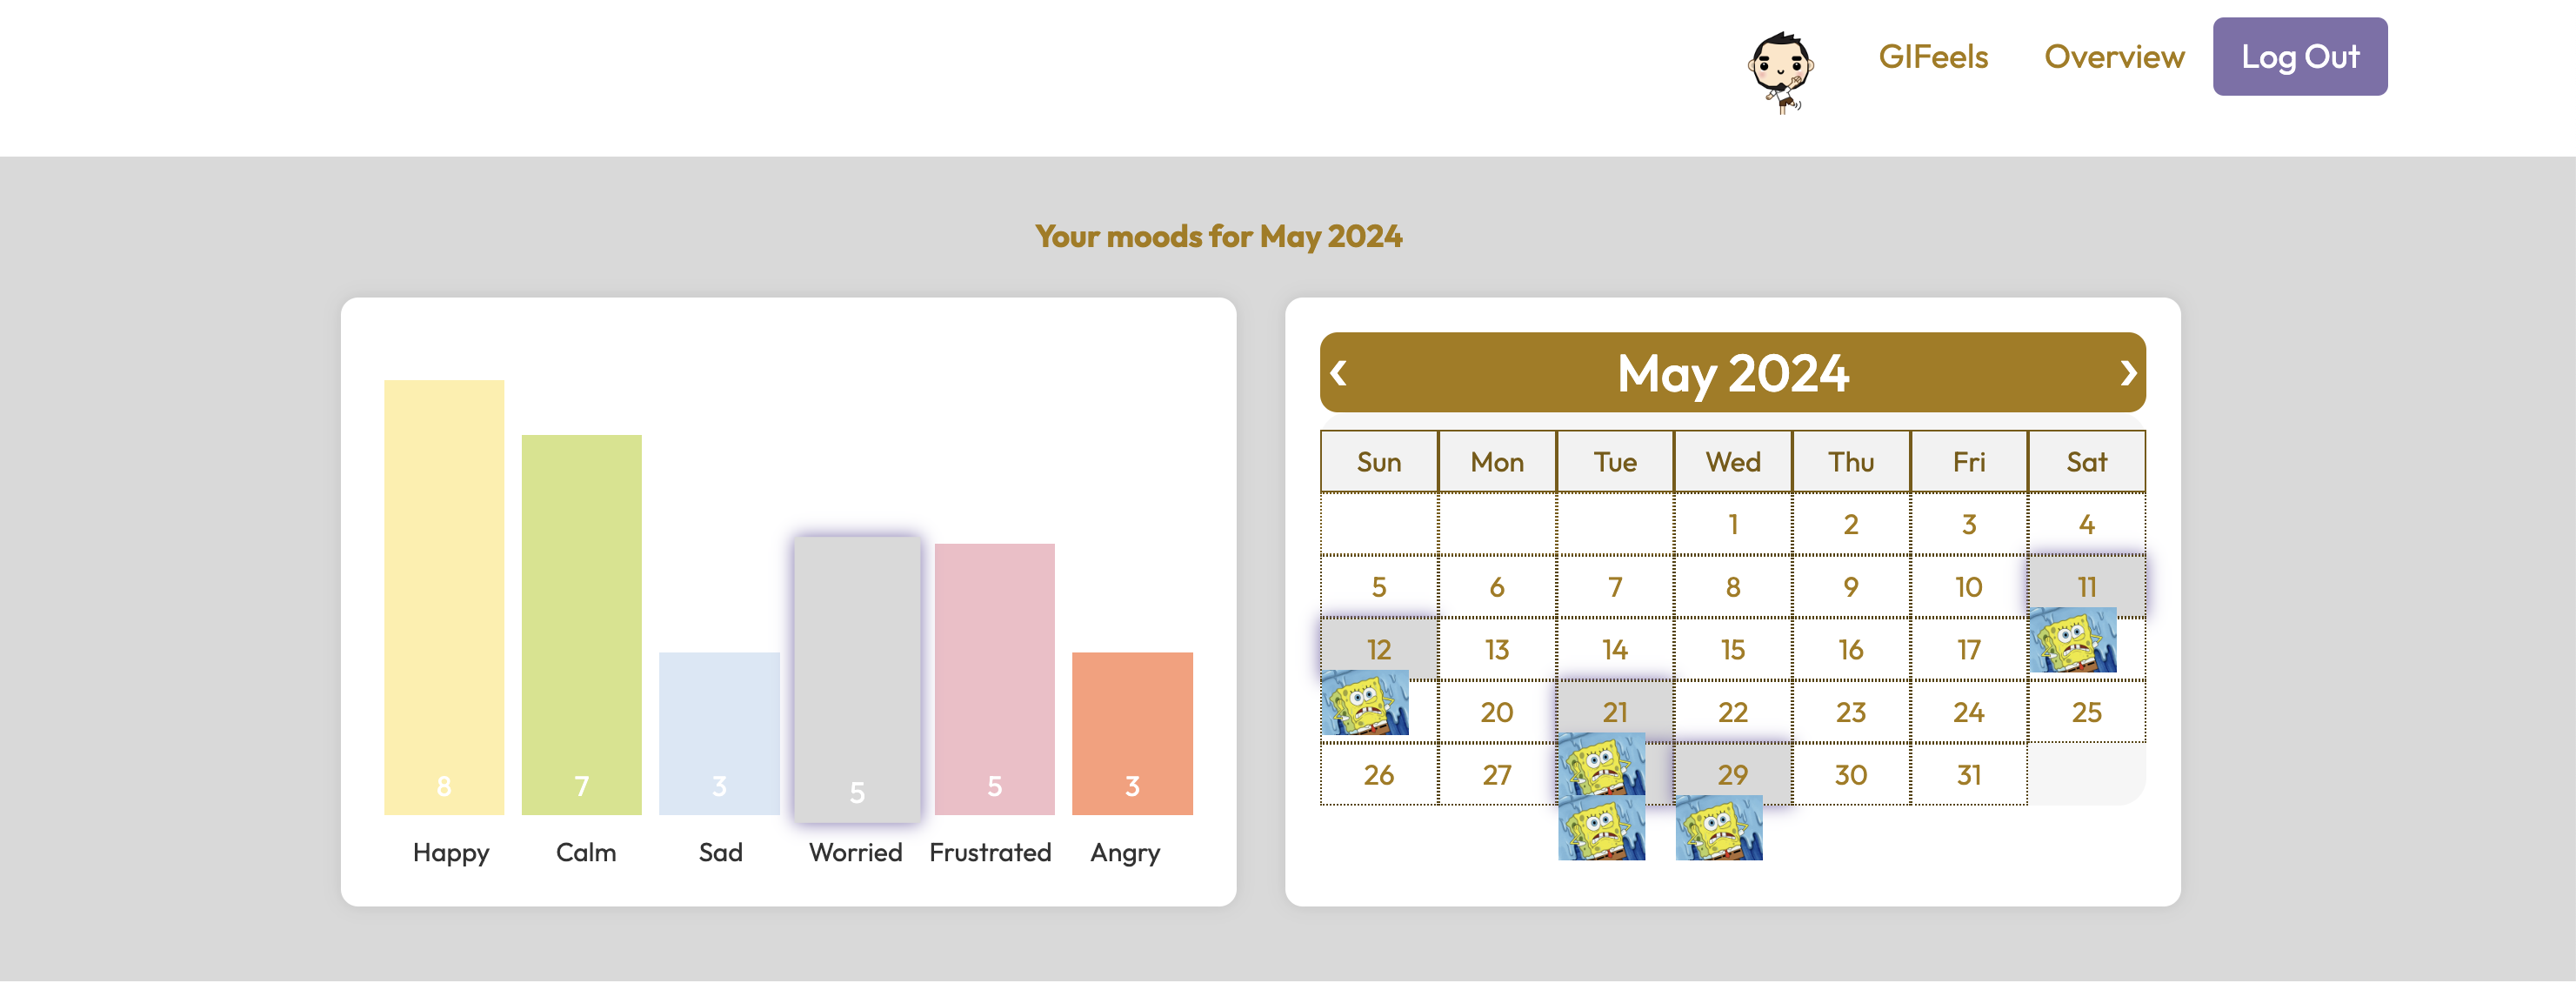 GIFeels Overview Log Out
Your moods for May 2024
8 7 3 5 5 3
Happy Calm Sad Worried Frustrated Angry
❮ May 2024 ❯
Sun Mon Tue Wed Thu Fri Sat
1 2 3 4
5 6 7 8 9 10 11
12 13 14 15 16 17
20 21 22 23 24 25
26 27 29 30 31